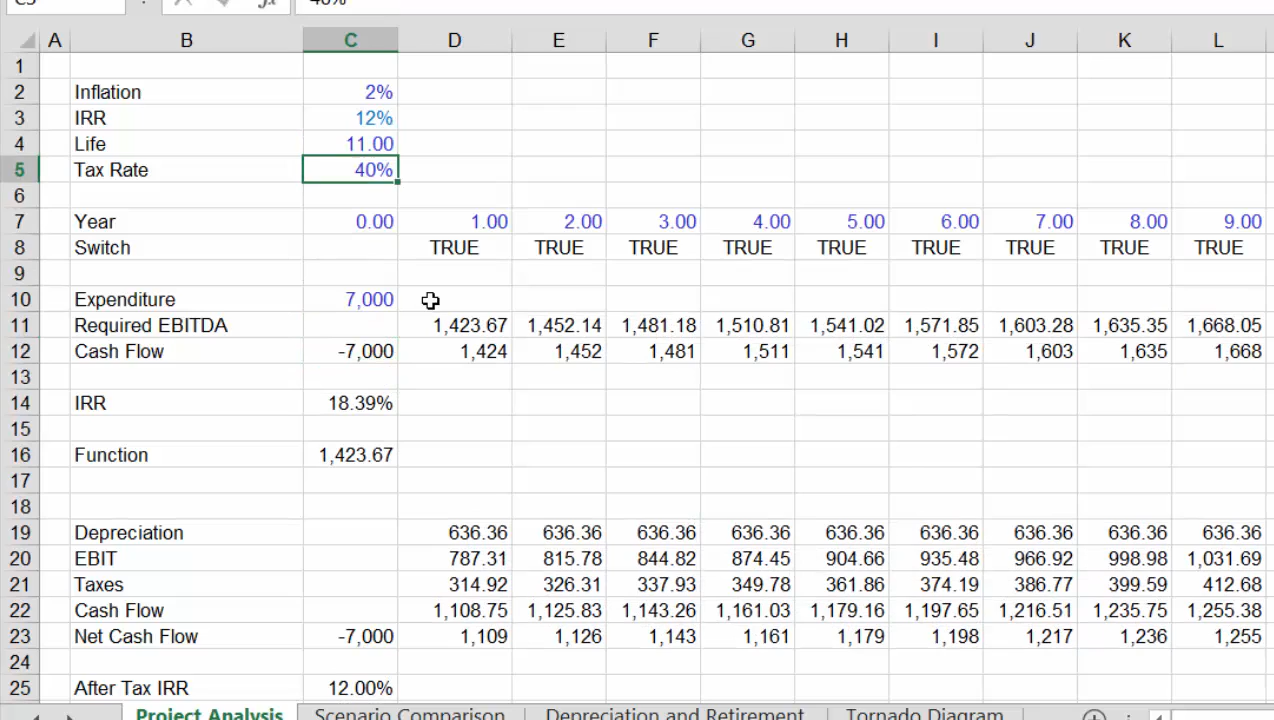 fx
40%
A B C D E F G H I J K L
1
2 Inflation 2%
3 IRR 12%
4 Life 11.00
5 Tax Rate 40%
6
7 Year 0.00 1.00 2.00 3.00 4.00 5.00 6.00 7.00 8.00 9.00
8 Switch TRUE TRUE TRUE TRUE TRUE TRUE TRUE TRUE TRUE
9
10 Expenditure 7,000
11 Required EBITDA 1,423.67 1,452.14 1,481.18 1,510.81 1,541.02 1,571.85 1,603.28 1,635.35 1,668.05
12 Cash Flow -7,000 1,424 1,452 1,481 1,511 1,541 1,572 1,603 1,635 1,668
13
14 IRR 18.39%
15
16 Function 1,423.67
17
18
19 Depreciation 636.36 636.36 636.36 636.36 636.36 636.36 636.36 636.36 636.36
20 EBIT 787.31 815.78 844.82 874.45 904.66 935.48 966.92 998.98 1,031.69
21 Taxes 314.92 326.31 337.93 349.78 361.86 374.19 386.77 399.59 412.68
22 Cash Flow 1,108.75 1,125.83 1,143.26 1,161.03 1,179.16 1,197.65 1,216.51 1,235.75 1,255.38
23 Net Cash Flow -7,000 1,109 1,126 1,143 1,161 1,179 1,198 1,217 1,236 1,255
24
25 After Tax IRR 12.00%
Project Analysis Scenario Comparison Depreciation and Retirement Tornado Diagram